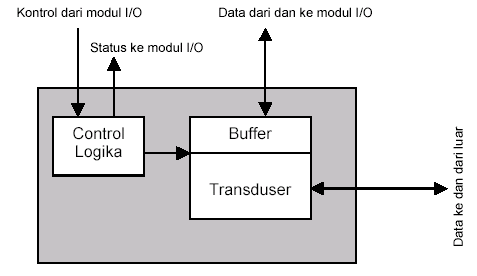 Kontrol dari modul I/O
Data dari dan ke modul I/O
Status ke modul I/O
Control
Logika
Buffer
Transduser
Data ke dan dari luar